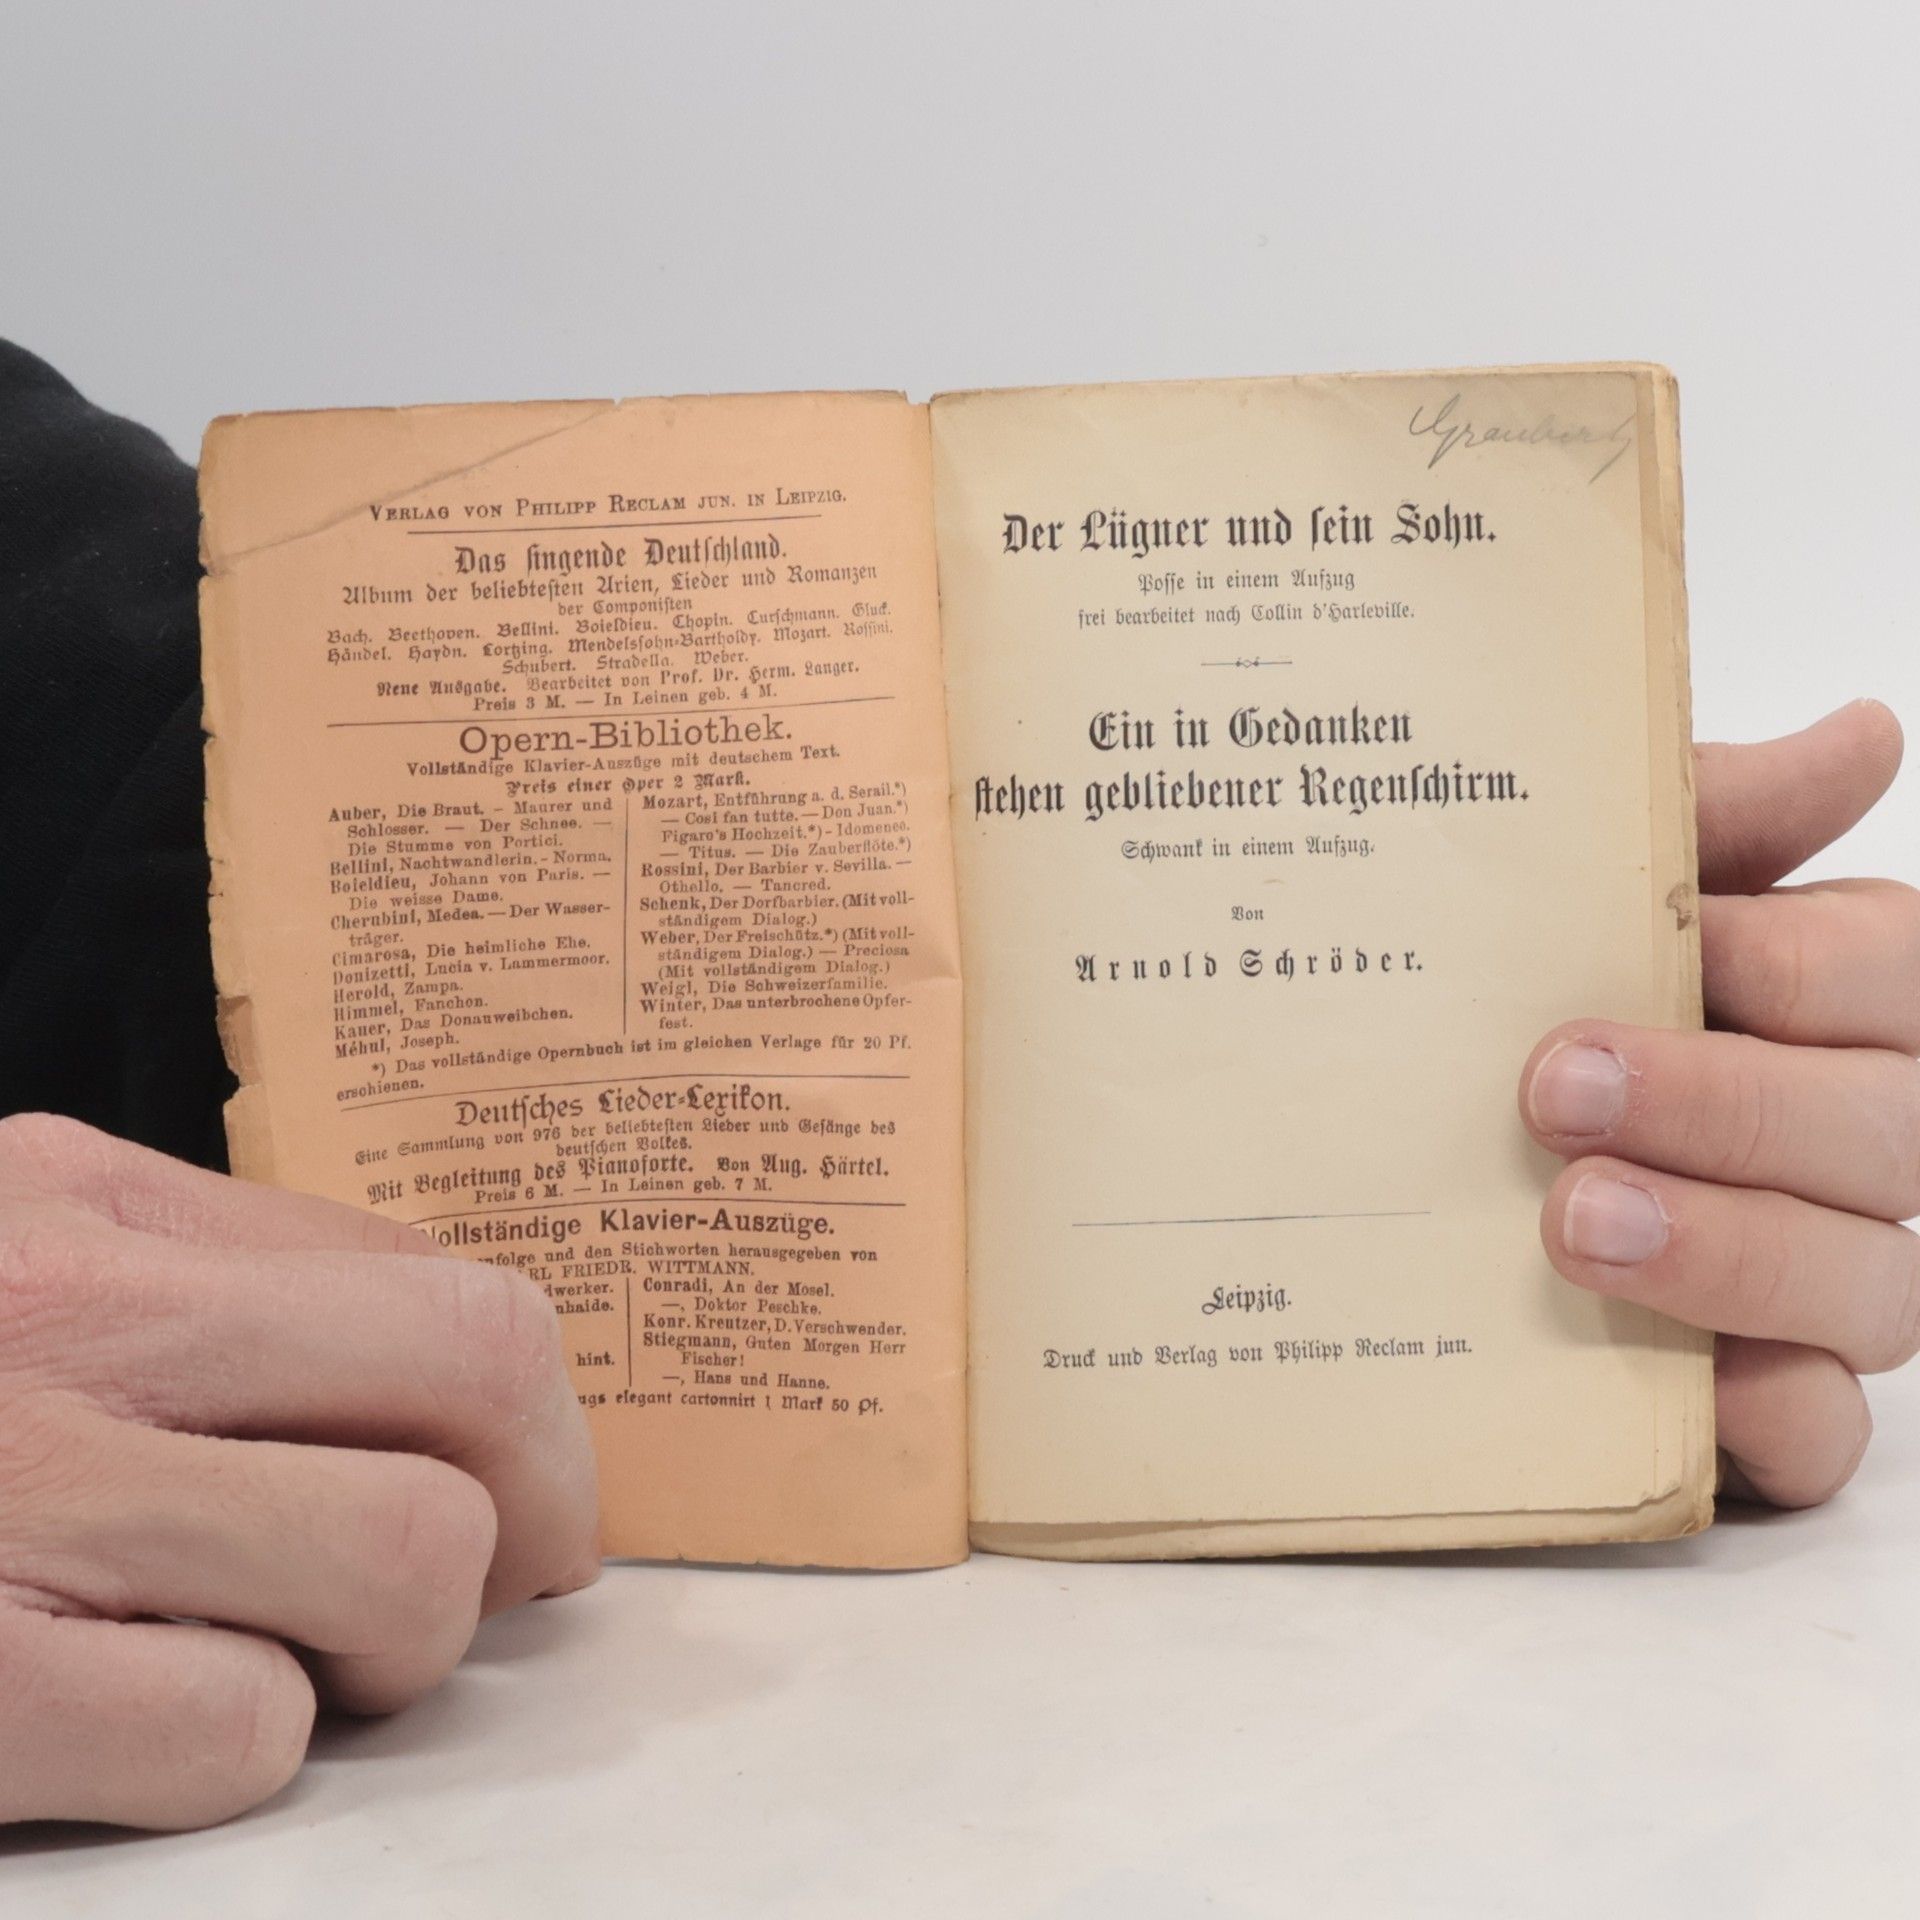 VERLAG VON PHILIPP RECLAM JUN. IN LEIPZIG.
Das singende Deutschland.
Album der beliebtesten Arien, Lieder und Romanzen
der Componisten
Bach. Beethoven. Bellini. Boieldieu. Chopin. Curschmann. Gluck.
Händel. Haydn. Lortzing. Mendelssohn-Bartholdy. Mozart. Rossini.
Schubert. Stradella. Weber.
Neue Ausgabe. Bearbeitet von Prof. Dr. Herm. Langer.
Preis 3 M. — In Leinen geb. 4 M.
Opern-Bibliothek.
Vollständige Klavier-Auszüge mit deutschem Text.
Preis einer Oper 2 Mark.
Auber, Die Braut. - Maurer und
Schlosser. — Der Schnee. —
Die Stumme von Portici.
Bellini, Nachtwandlerin. - Norma.
Boieldieu, Johann von Paris. —
Die weisse Dame.
Cherubini, Medea. — Der Wasser-
träger.
Cimarosa, Die heimliche Ehe.
Donizetti, Lucia v. Lammermoor.
Herold, Zampa.
Himmel, Fanchon.
Kauer, Das Donauweibchen.
Méhul, Joseph.
Mozart, Entführung a. d. Serail.*)
— Cosi fan tutte. — Don Juan.*)
Figaro's Hochzeit.*) - Idomeneo.
— Titus. — Die Zauberflöte.*)
Rossini, Der Barbier v. Sevilla. —
Othello. — Tancred.
Schenk, Der Dorfbarbier. (Mit voll-
ständigem Dialog.)
Weber, Der Freischütz.*) (Mit voll-
ständigem Dialog.) — Preciosa
(Mit vollständigem Dialog.)
Weigl, Die Schweizerfamilie.
Winter, Das unterbrochene Opfer-
fest.
*) Das vollständige Opernbuch ist im gleichen Verlage für 20 Pf.
erschienen.
Deutsches Lieder-Lexikon.
Eine Sammlung von 976 der beliebtesten Lieder und Gesänge des
deutschen Volkes.
Mit Begleitung des Pianoforte. Von Aug. Härtel.
Preis 6 M. — In Leinen geb. 7 M.
Vollständige Klavier-Auszüge.
und den Stichworten herausgegeben von
FRIEDR. WITTMANN.
hint.
Conradi, An der Mosel.
—, Doktor Peschke.
Konr. Kreutzer, D. Verschwender.
Stiegmann, Guten Morgen Herr
Fischer!
—, Hans und Hanne.
elegant cartonnirt 1 Mark 50 Pf.
Der Lügner und sein Sohn.
Posse in einem Aufzug
frei bearbeitet nach Collin d'Harleville.
Ein in Gedanken
stehen gebliebener Regenschirm.
Schwank in einem Aufzug.
Von
Arnold Schröder.
Leipzig.
Druck und Verlag von Philipp Reclam jun.